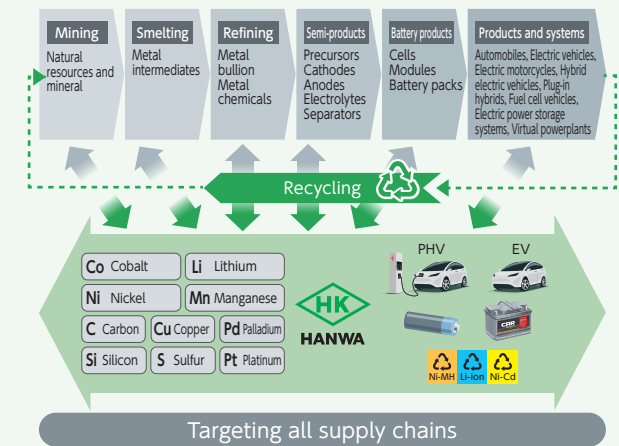 Mining
Natural
resources and
mineral
Smelting
Metal
intermediates
Refining
Metal
bullion
Metal
chemicals
Semi-products
Precursors
Cathodes
Anodes
Electrolytes
Separators
Battery products
Cells
Modules
Battery packs
Products and systems
Automobiles, Electric vehicles,
Electric motorcycles, Hybrid
electric vehicles, Plug-in
hybrids, Fuel cell vehicles,
Electric power storage
systems, Virtual powerplants
Recycling
Co Cobalt
Li Lithium
Ni Nickel
Mn Manganese
C Carbon
Cu Copper
Pd Palladium
Si Silicon
S Sulfur
Pt Platinum
HK
HANWA
PHV
EV
CAR
Ni-MH
Li-ion
Ni-Cd
Targeting all supply chains